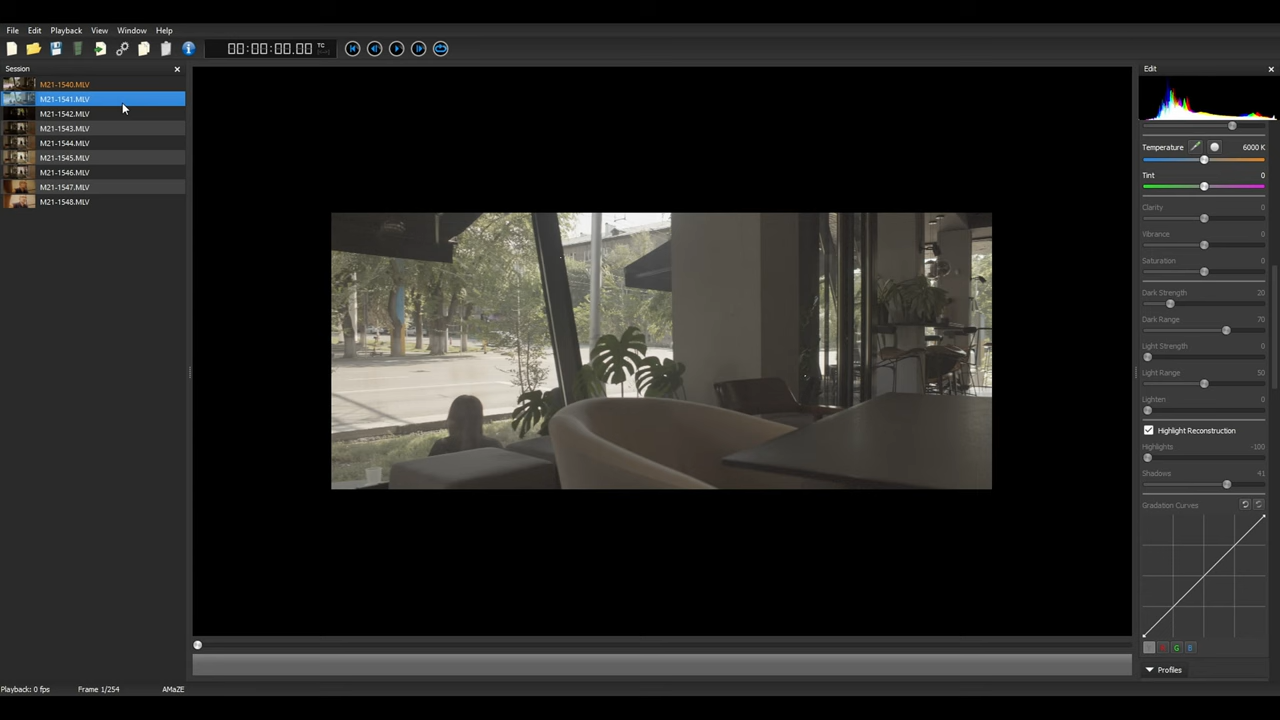 File Edit Playback View Window Help
00:00:00.00 TC
Session
Edit
M21-1540.MLV
M21-1541.MLV
M21-1542.MLV
M21-1543.MLV
M21-1544.MLV
M21-1545.MLV
M21-1546.MLV
M21-1547.MLV
M21-1548.MLV
Temperature 6000 K
Tint 0
Clarity 0
Vibrance 0
Saturation 0
Dark Strength 20
Dark Range 70
Light Strength 0
Light Range 50
Lighten 0
Highlight Reconstruction
Highlights -100
Shadows 41
Gradation Curves
G B
Profiles
Playback: 0 fps Frame 1/254 AMaZE